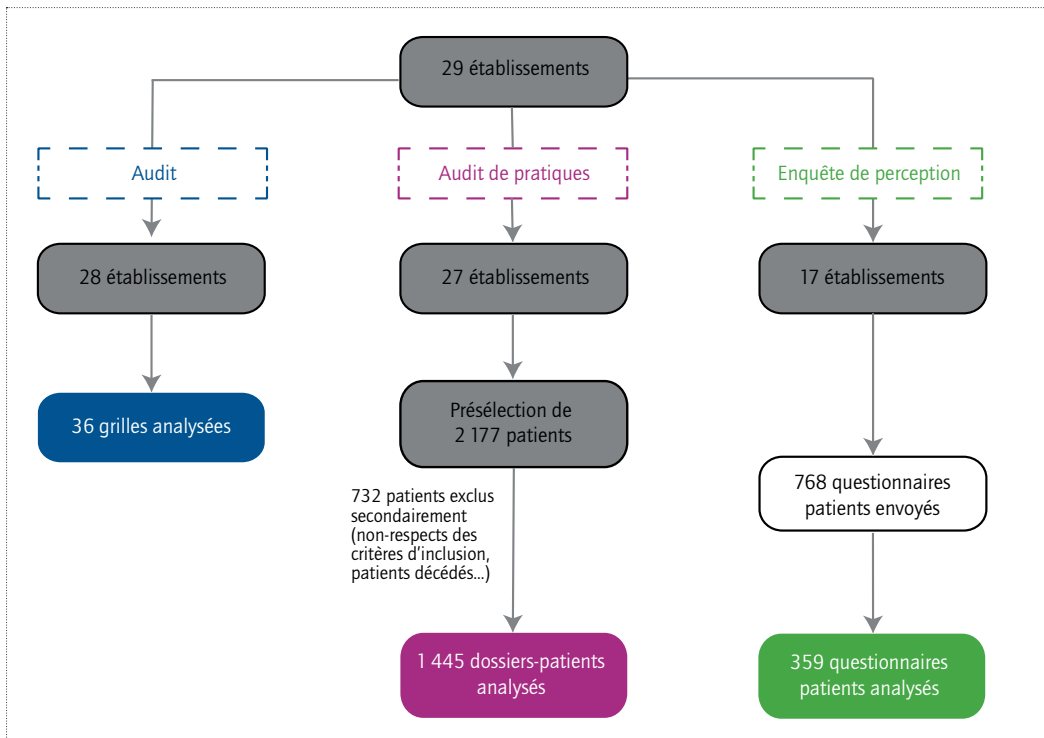 29 établissements
Audit
Audit de pratiques
Enquête de perception
28 établissements
27 établissements
17 établissements
36 grilles analysées
Présélection de
2 177 patients
732 patients exclus
secondairement
(non-respects des
critères d’inclusion,
patients décédés...)
768 questionnaires
patients envoyés
1 445 dossiers-patients
analysés
359 questionnaires
patients analysés